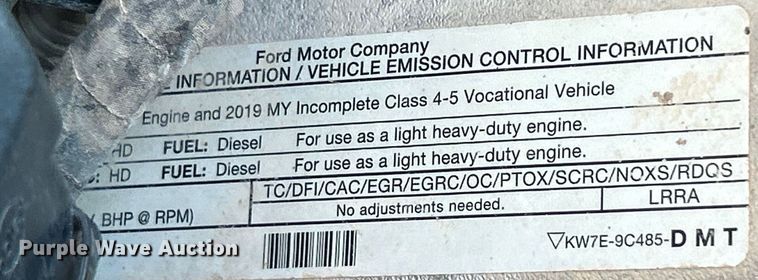 Ford Motor Company
INFORMATION / VEHICLE EMISSION CONTROL INFORMATION
Engine and 2019 MY Incomplete Class 4-5 Vocational Vehicle
HD FUEL: Diesel For use as a light heavy-duty engine.
HD FUEL: Diesel For use as a light heavy-duty engine.
TC/DFI/CAC/EGR/EGRC/OC/PTOX/SCRC/NOXS/RDQS
BHP @ RPM) No adjustments needed. LRRA
▽KW7E-9C485-DMT
Purple Wave Auction